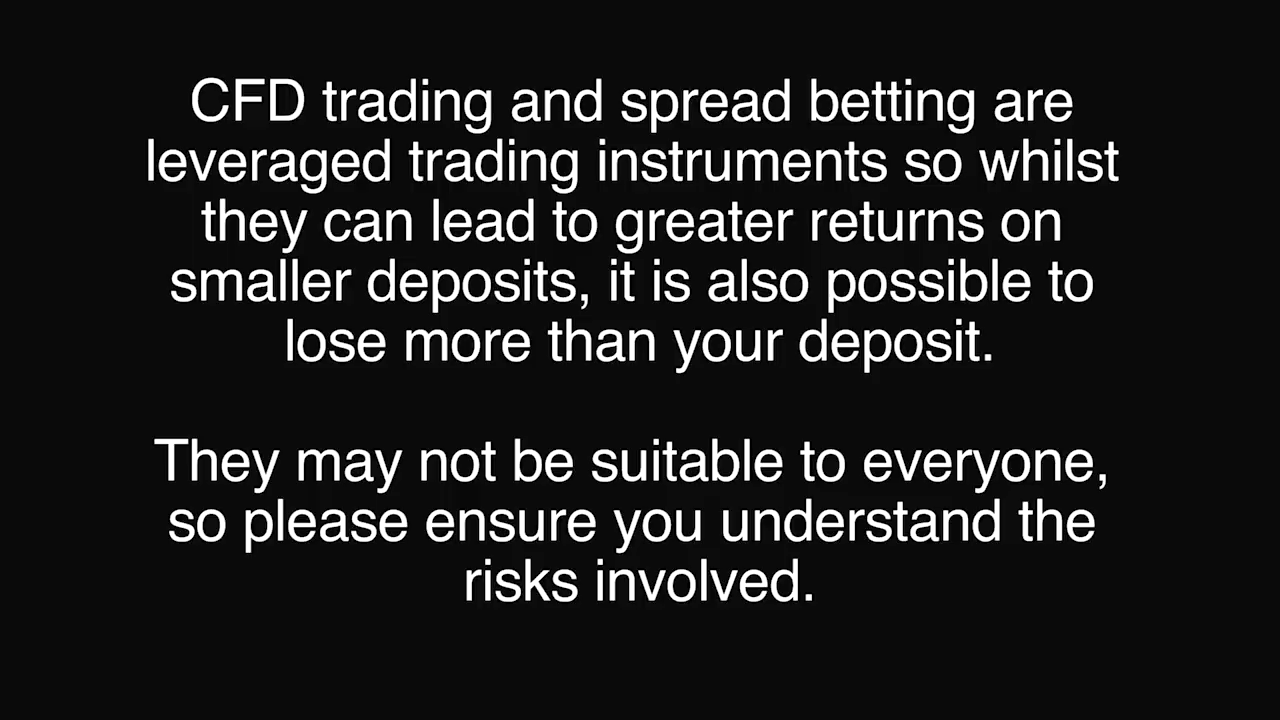 CFD trading and spread betting are
leveraged trading instruments so whilst
they can lead to greater returns on
smaller deposits, it is also possible to
lose more than your deposit.
They may not be suitable to everyone,
so please ensure you understand the
risks involved.